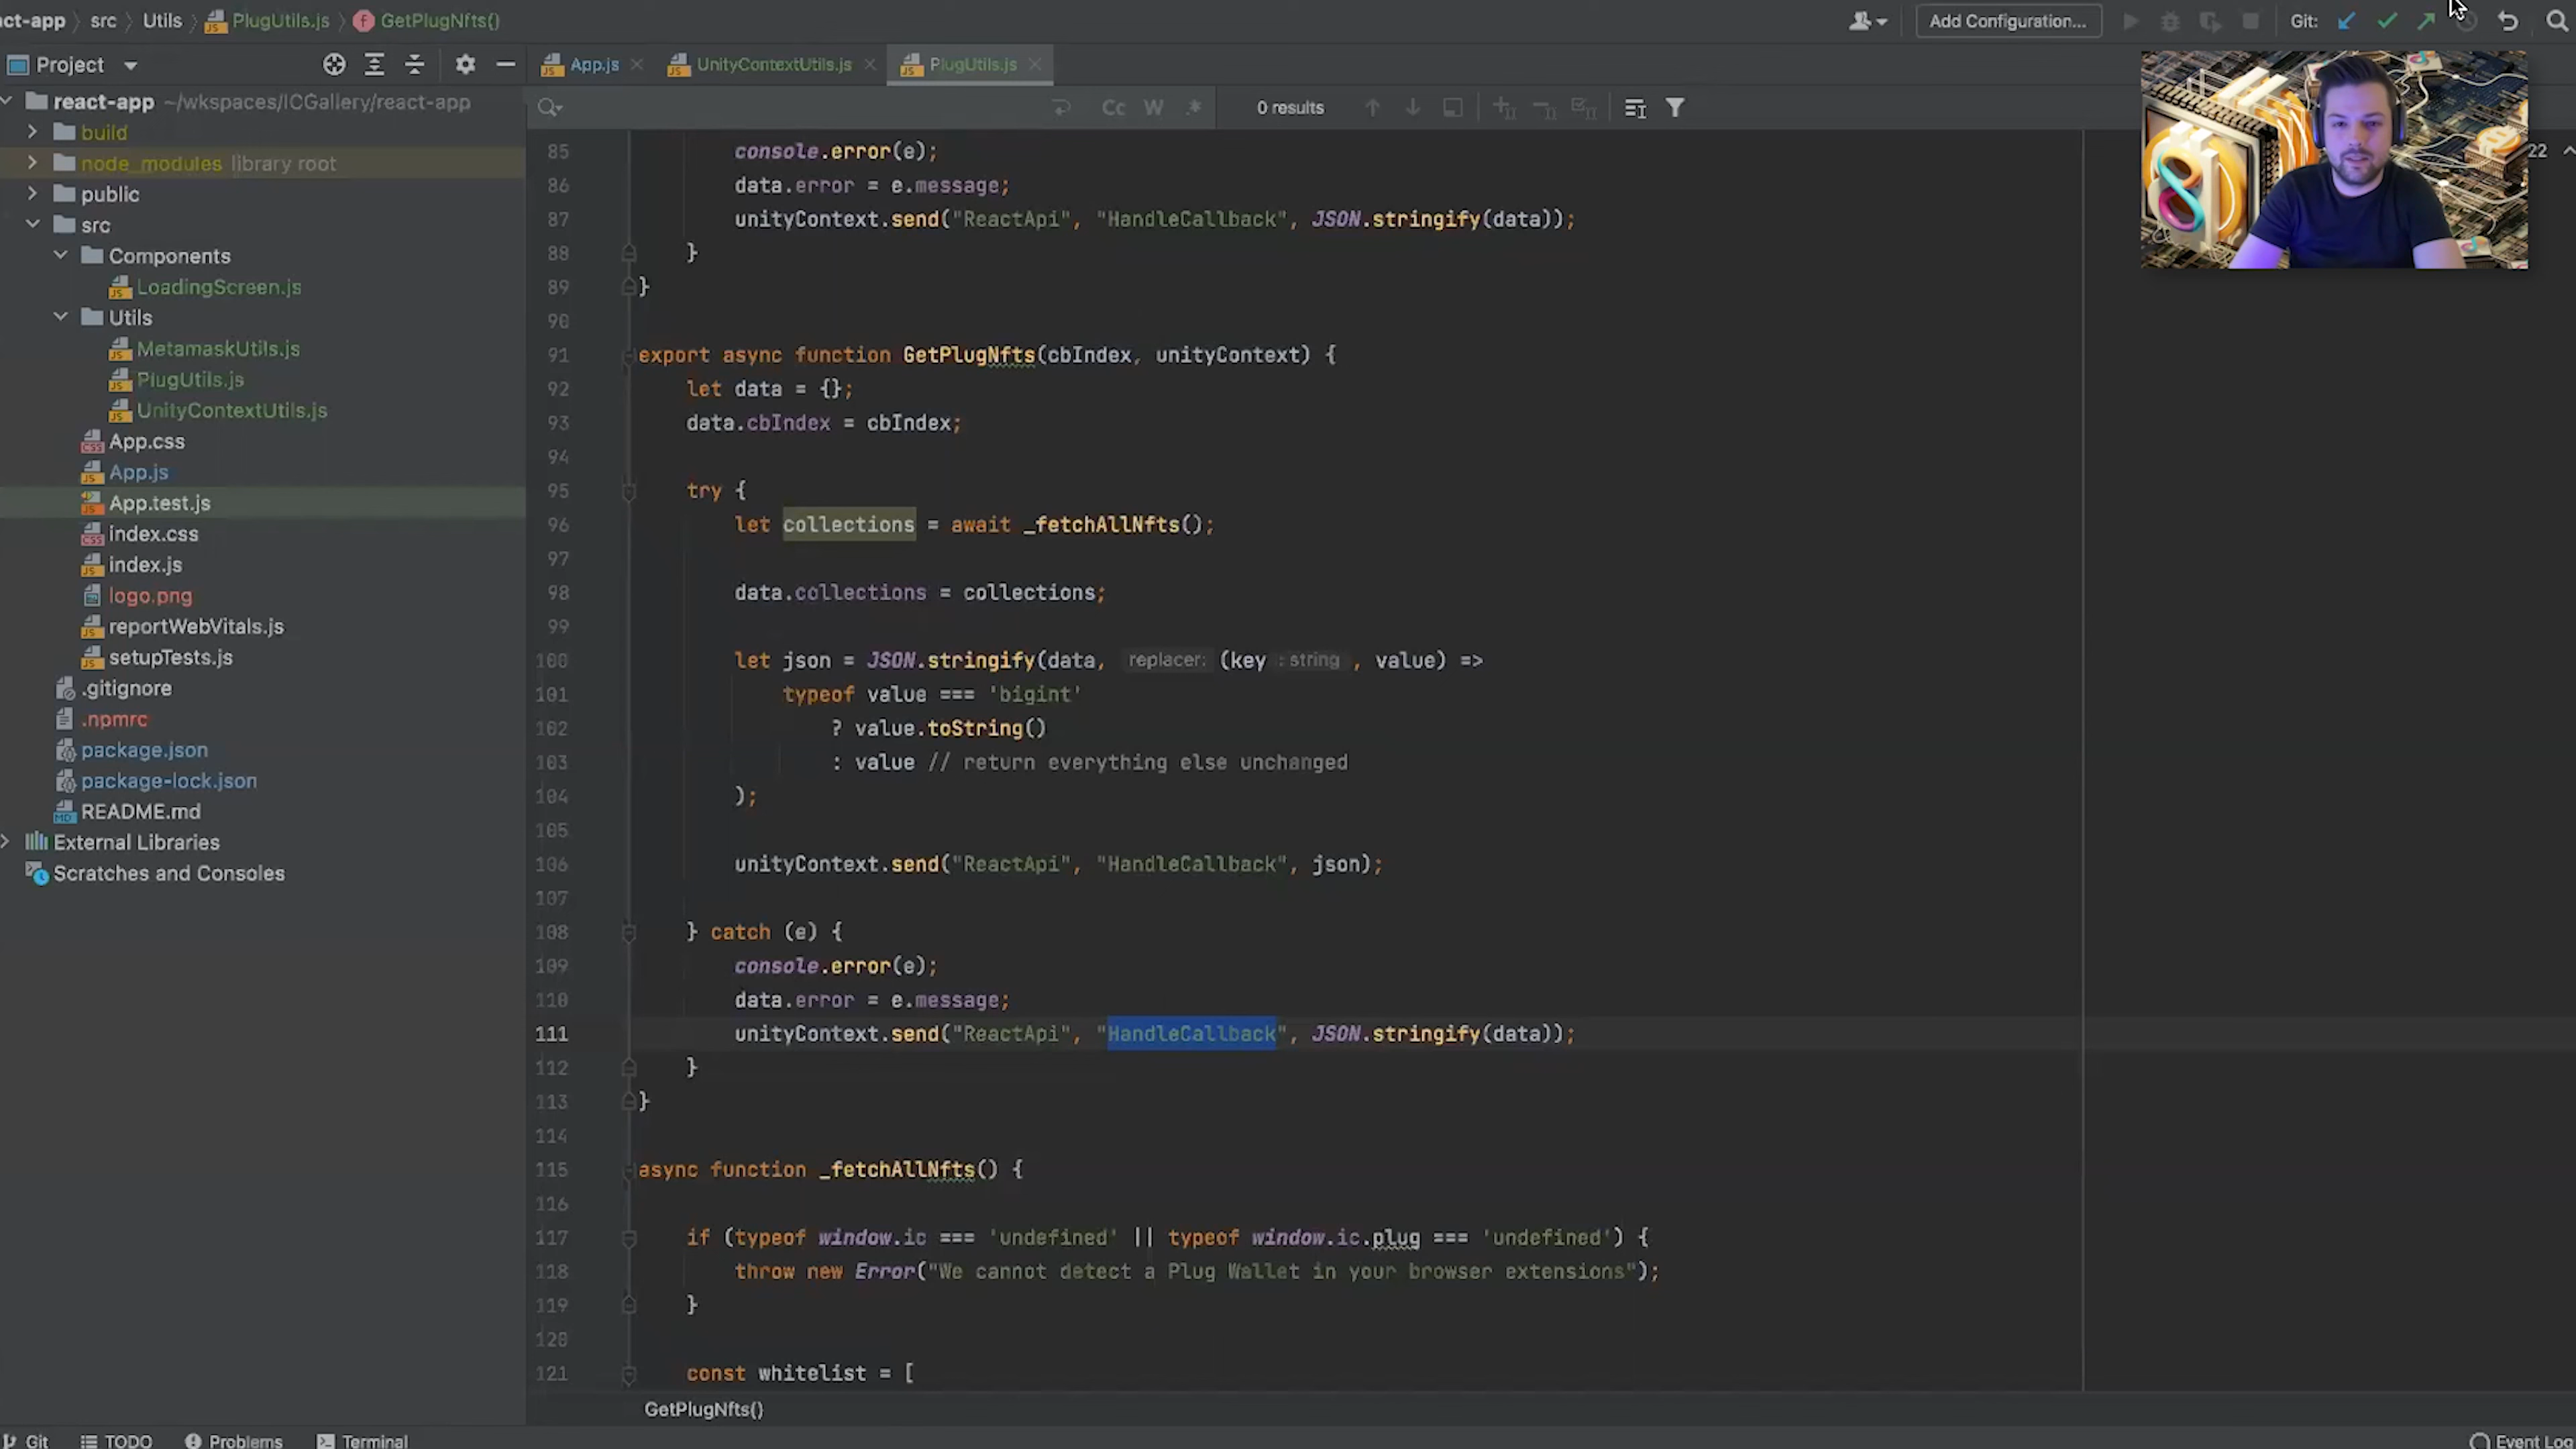 src
Utils
PlugUtils.js
GetPlugNfts()
Add Configuration...
Git:
Project
App.js
UnityContextUtils.js
PlugUtils.js
react-app ~/wkspaces/ICGallery/react-app
build
node_modules library root
public
src
Components
LoadingScreen.js
Utils
MetamaskUtils.js
PlugUtils.js
UnityContextUtils.js
App.css
App.js
App.test.js
index.css
index.js
logo.png
reportWebVitals.js
setupTests.js
.gitignore
.npmrc
package.json
package-lock.json
README.md
External Libraries
Scratches and Consoles
Cc W .* 0 results
22
85 console.error(e);
86 data.error = e.message;
87 unityContext.send("ReactApi", "HandleCallback", JSON.stringify(data));
88 }
89 }
90
91 export async function GetPlugNfts(cbIndex, unityContext) {
92 let data = {};
93 data.cbIndex = cbIndex;
94
95 try {
96 let collections = await _fetchAllNfts();
97
98 data.collections = collections;
99
100 let json = JSON.stringify(data, replacer: (key : string , value) =>
101 typeof value === 'bigint'
102 ? value.toString()
103 : value // return everything else unchanged
104 );
105
106 unityContext.send("ReactApi", "HandleCallback", json);
107
108 } catch (e) {
109 console.error(e);
110 data.error = e.message;
111 unityContext.send("ReactApi", "HandleCallback", JSON.stringify(data));
112 }
113 }
114
115 async function _fetchAllNfts() {
116
117 if (typeof window.ic === 'undefined' || typeof window.ic.plug === 'undefined') {
118 throw new Error("We cannot detect a Plug Wallet in your browser extensions");
119 }
120
121 const whitelist = [
GetPlugNfts()
Git
TODO
Problems
Terminal
Event Log